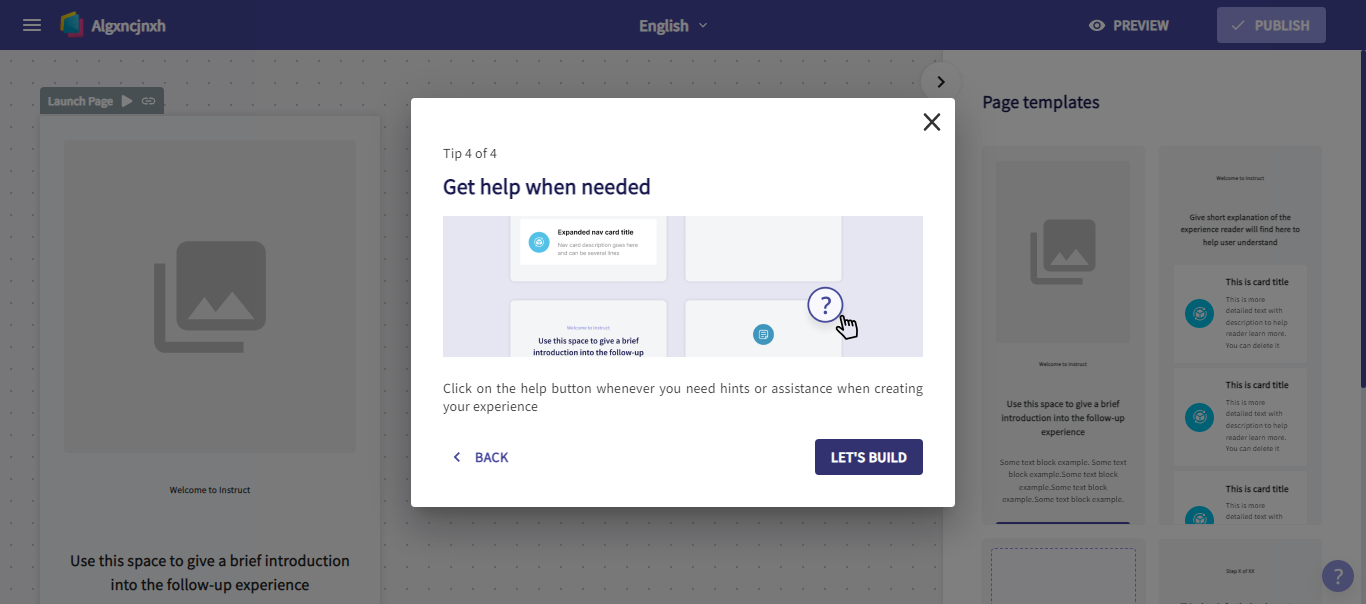 Algxncjnxh
English
PREVIEW
PUBLISH
Launch Page
Welcome to Instruct
Use this space to give a brief introduction
into the follow-up experience
Tip 4 of 4
Get help when needed
Expanded nav card title
Nav card description goes here
and can be several lines
Welcome to Instruct
Use this space to give a brief
introduction into the follow-up
?
Click on the help button whenever you need hints or assistance when creating
your experience
BACK
LET'S BUILD
Page templates
Welcome to Instruct
Use this space to give a brief
introduction into the follow-up
experience
Some text block example. Some text
block example.Some text block
example.Some text block
example.Some text block example.
Welcome to Instruct
Give short explanation of the
experience reader will find here to
help user understand
This is card title
This is more
detailed text with
description to help
reader learn more.
You can delete it
This is card title
This is more
detailed text with
description to help
reader learn more.
You can delete it
This is card title
This is more
detailed text with
Step X of XX
?